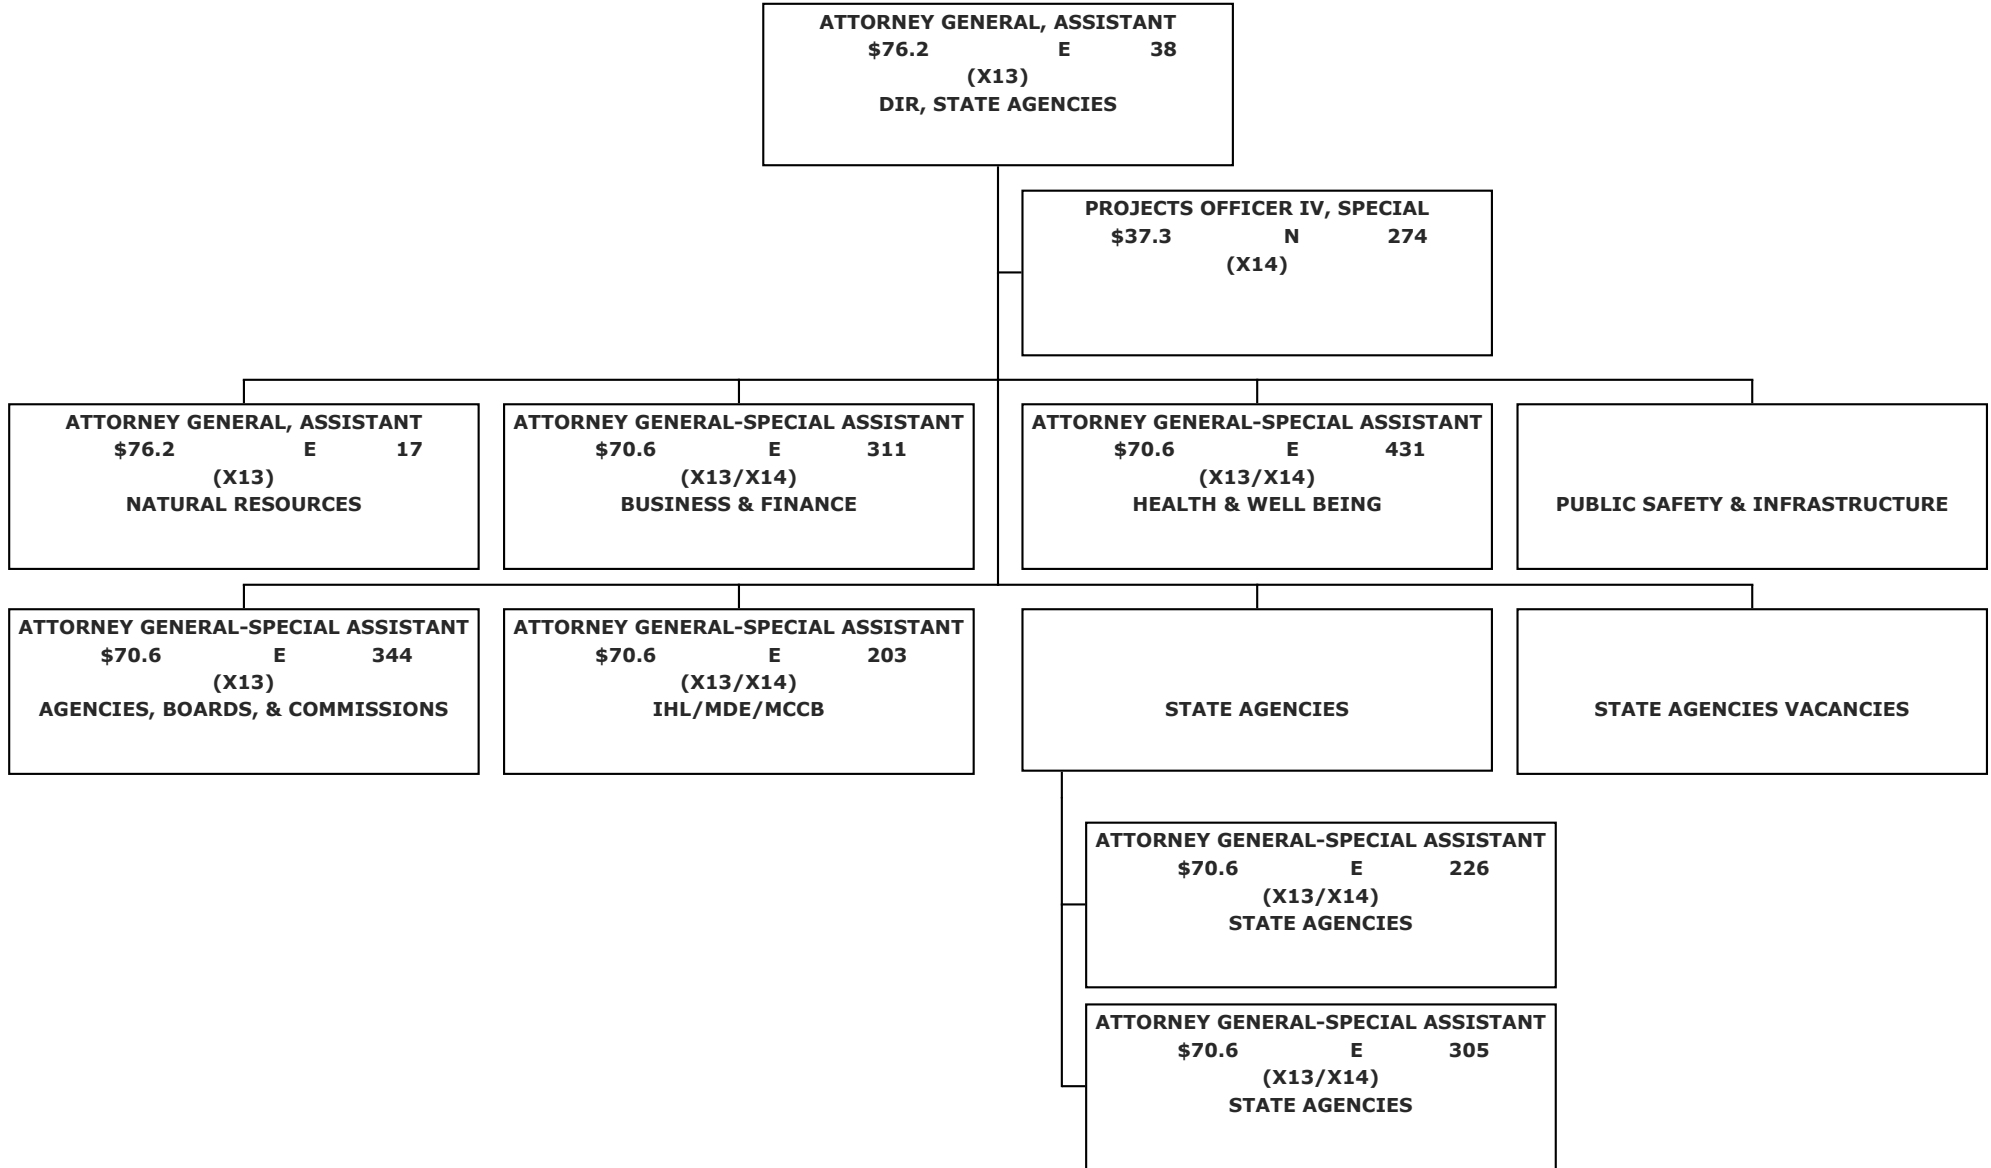 ATTORNEY GENERAL, ASSISTANT
$76.2 E 38
(X13)
DIR, STATE AGENCIES
PROJECTS OFFICER IV, SPECIAL
$37.3 N 274
(X14)
ATTORNEY GENERAL, ASSISTANT
$76.2 E 17
(X13)
NATURAL RESOURCES
ATTORNEY GENERAL-SPECIAL ASSISTANT
$70.6 E 311
(X13/X14)
BUSINESS & FINANCE
ATTORNEY GENERAL-SPECIAL ASSISTANT
$70.6 E 431
(X13/X14)
HEALTH & WELL BEING
PUBLIC SAFETY & INFRASTRUCTURE
ATTORNEY GENERAL-SPECIAL ASSISTANT
$70.6 E 344
(X13)
AGENCIES, BOARDS, & COMMISSIONS
ATTORNEY GENERAL-SPECIAL ASSISTANT
$70.6 E 203
(X13/X14)
IHL/MDE/MCCB
STATE AGENCIES
STATE AGENCIES VACANCIES
ATTORNEY GENERAL-SPECIAL ASSISTANT
$70.6 E 226
(X13/X14)
STATE AGENCIES
ATTORNEY GENERAL-SPECIAL ASSISTANT
$70.6 E 305
(X13/X14)
STATE AGENCIES